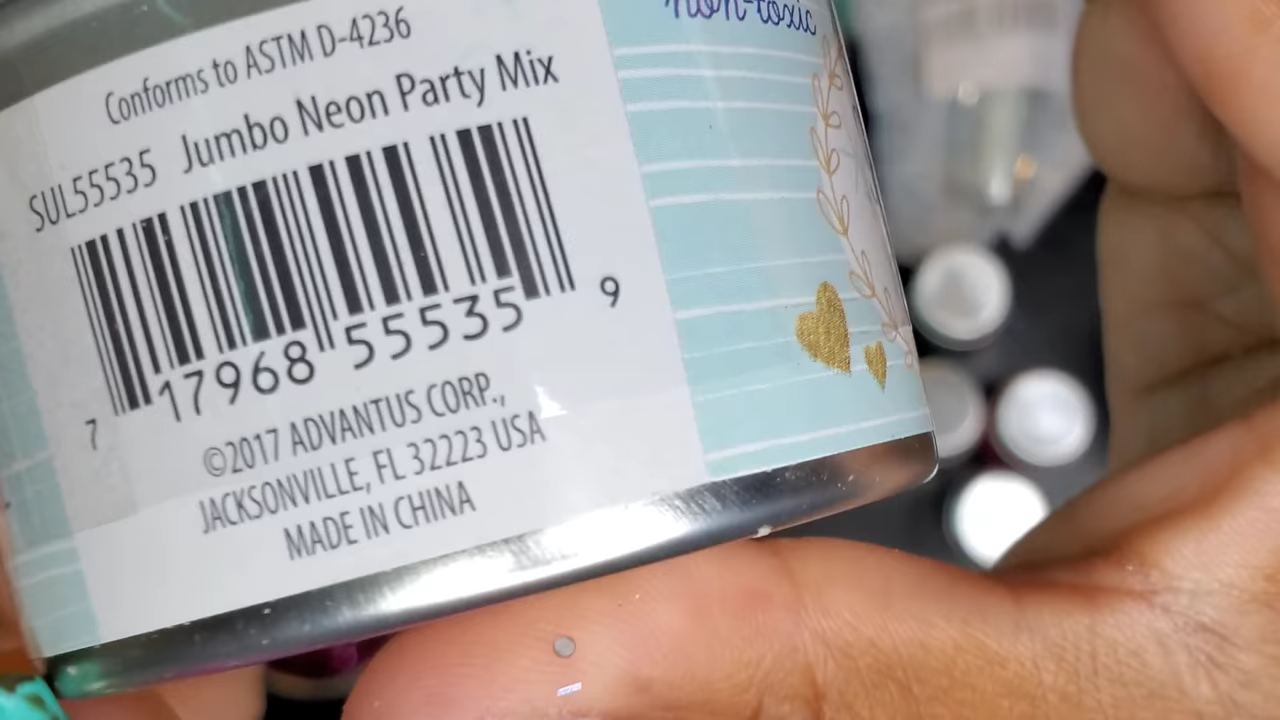 non-toxic
Conforms to ASTM D-4236
SUL55535 Jumbo Neon Party Mix
7 17968 55535 9
©2017 ADVANTUS CORP.,
JACKSONVILLE, FL 32223 USA
MADE IN CHINA